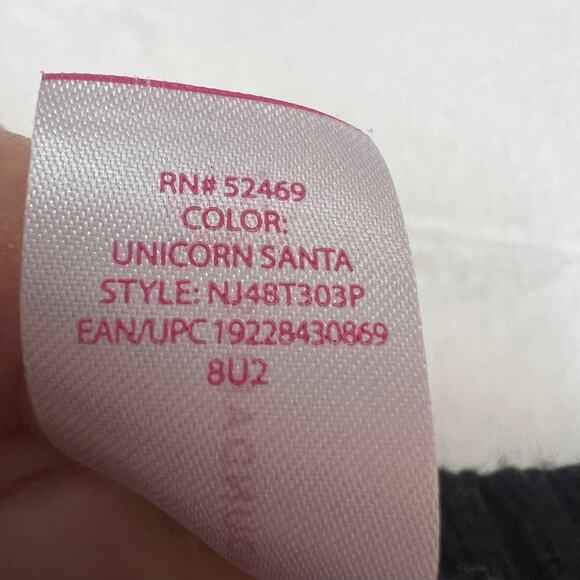 RN# 52469
COLOR:
UNICORN SANTA
STYLE: NJ48T303P
EAN/UPC 19228430869
8U2